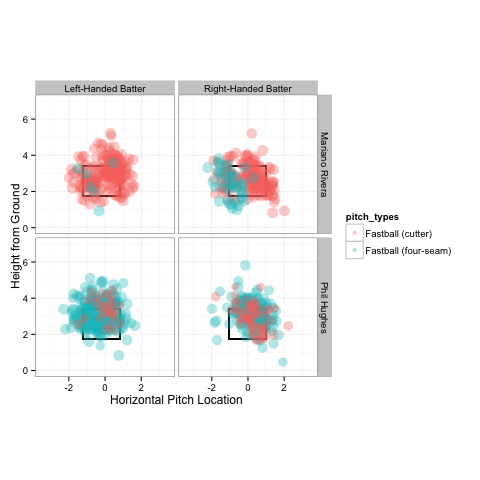 Left-Handed Batter
Right-Handed Batter
6
4
2
0
Mariano Rivera
6
4
2
0
Phil Hughes
Height from Ground
-2
0
2
-2
0
2
Horizontal Pitch Location
pitch_types
Fastball (cutter)
Fastball (four-seam)